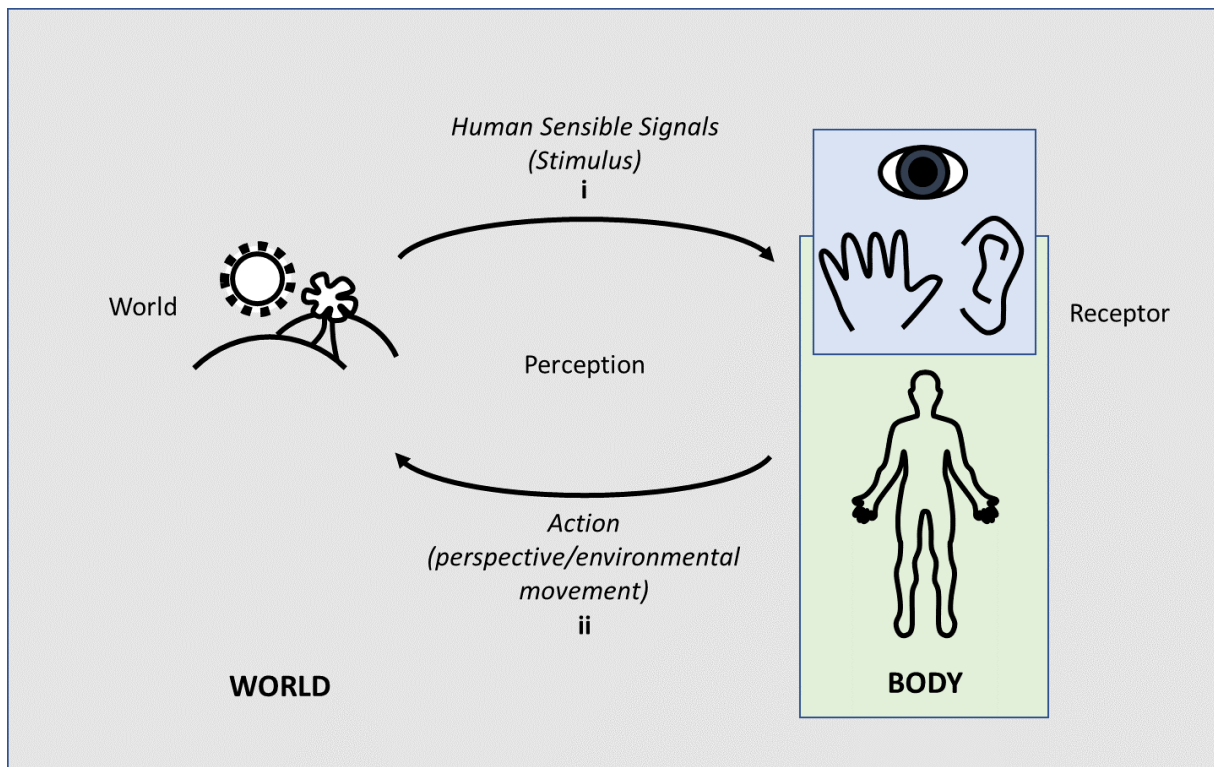 Human Sensible Signals
(Stimulus)
i
World
Receptor
Perception
Action
(perspective/environmental
movement)
ii
WORLD
BODY